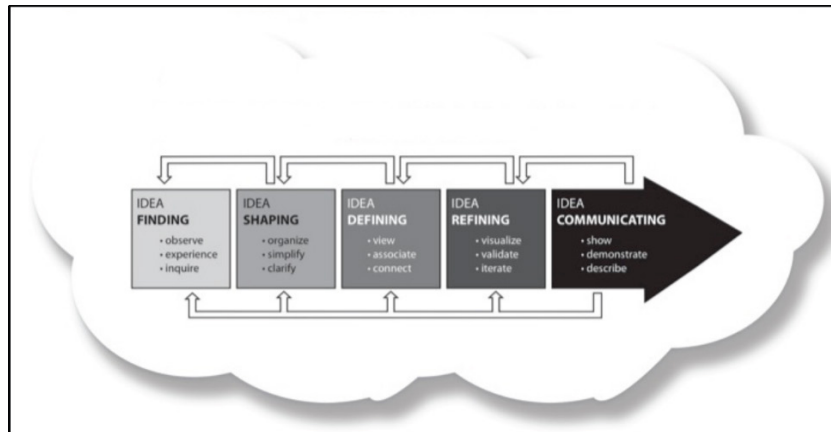 IDEA
FINDING
• observe
• experience
• inquire
IDEA
SHAPING
• organize
• simplify
• clarify
IDEA
DEFINING
• view
• associate
• connect
IDEA
REFINING
• visualize
• validate
• iterate
IDEA
COMMUNICATING
• show
• demonstrate
• describe